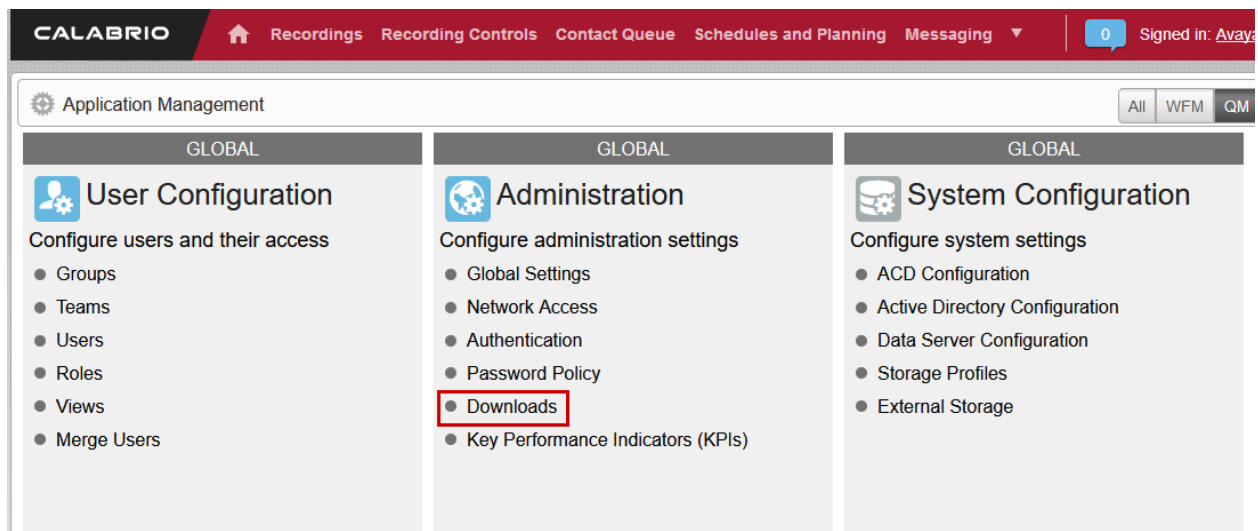 CALABRIO Recordings Recording Controls Contact Queue Schedules and Planning Messaging 0 Signed in: Avaya
Application Management All WFM QM
GLOBAL
User Configuration
Configure users and their access
Groups
Teams
Users
Roles
Views
Merge Users
GLOBAL
Administration
Configure administration settings
Global Settings
Network Access
Authentication
Password Policy
Downloads
Key Performance Indicators (KPIs)
GLOBAL
System Configuration
Configure system settings
ACD Configuration
Active Directory Configuration
Data Server Configuration
Storage Profiles
External Storage